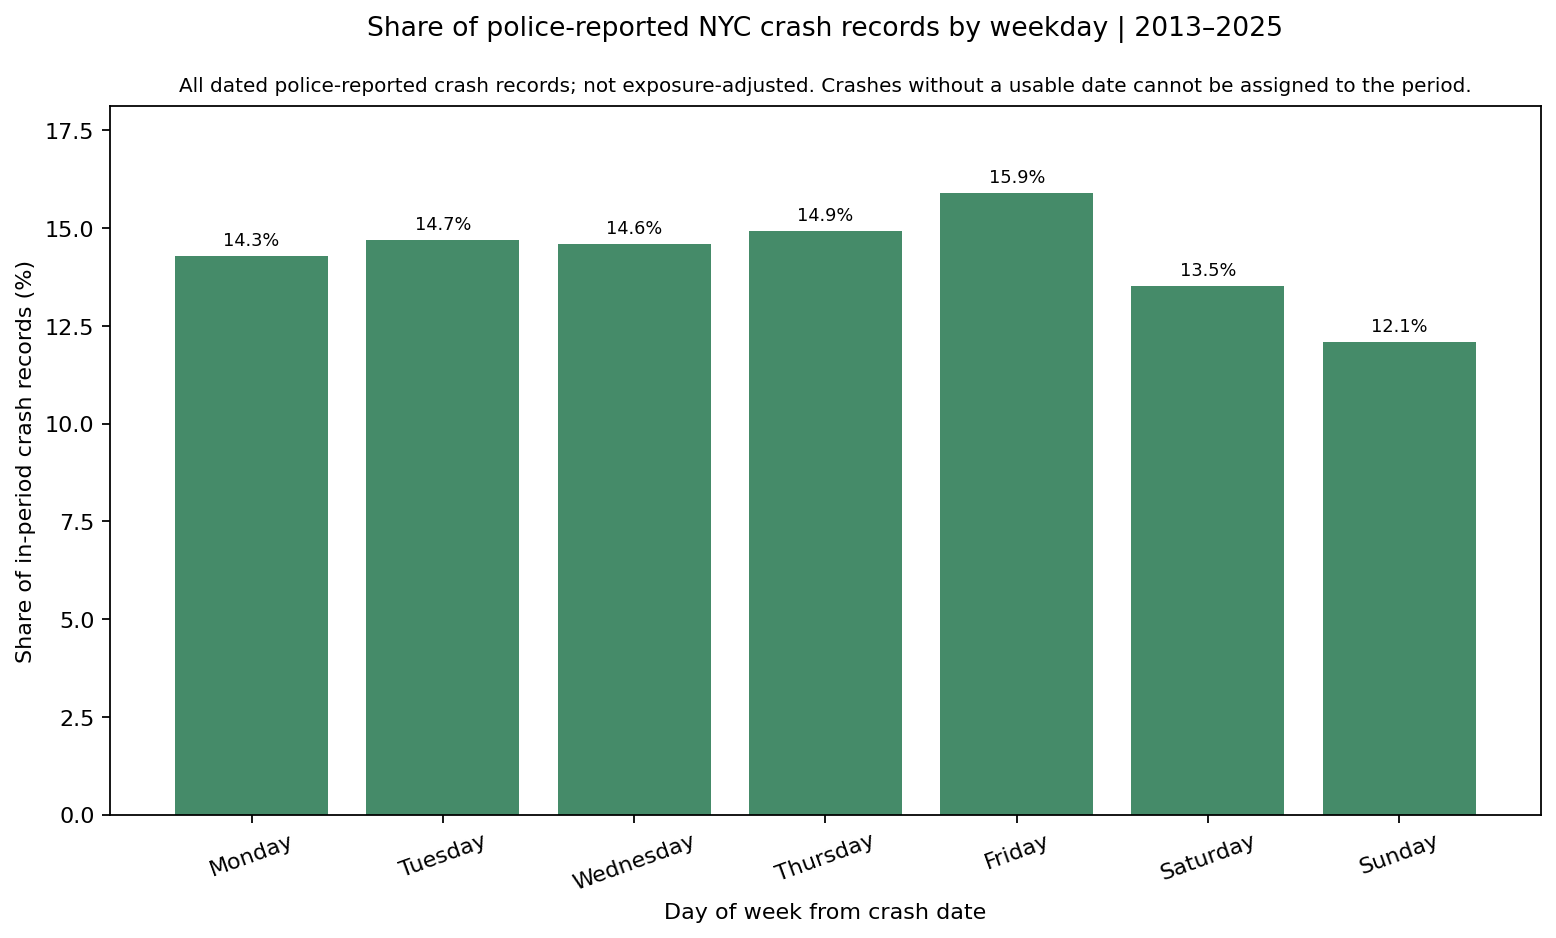 Share of police-reported NYC crash records by weekday | 2013–2025
All dated police-reported crash records; not exposure-adjusted. Crashes without a usable date cannot be assigned to the period.
Share of in-period crash records (%)
17.5
15.0
12.5
10.0
7.5
5.0
2.5
0.0
14.3%
14.7%
14.6%
14.9%
15.9%
13.5%
12.1%
Monday
Tuesday
Wednesday
Thursday
Friday
Saturday
Sunday
Day of week from crash date